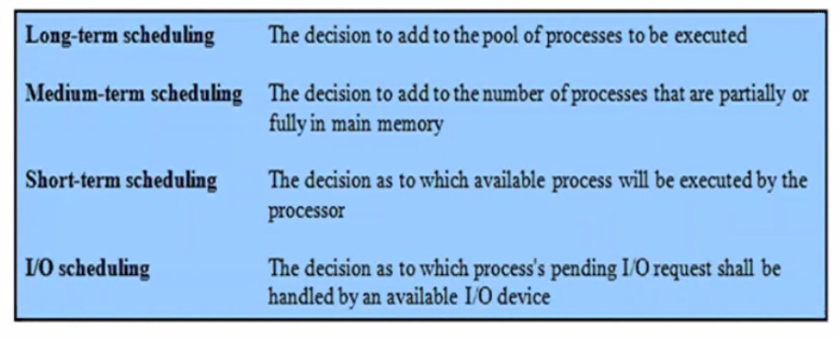 Long-term scheduling The decision to add to the pool of processes to be executed
Medium-term scheduling The decision to add to the number of processes that are partially or
fully in main memory
Short-term scheduling The decision as to which available process will be executed by the
processor
I/O scheduling The decision as to which process's pending I/O request shall be
handled by an available I/O device